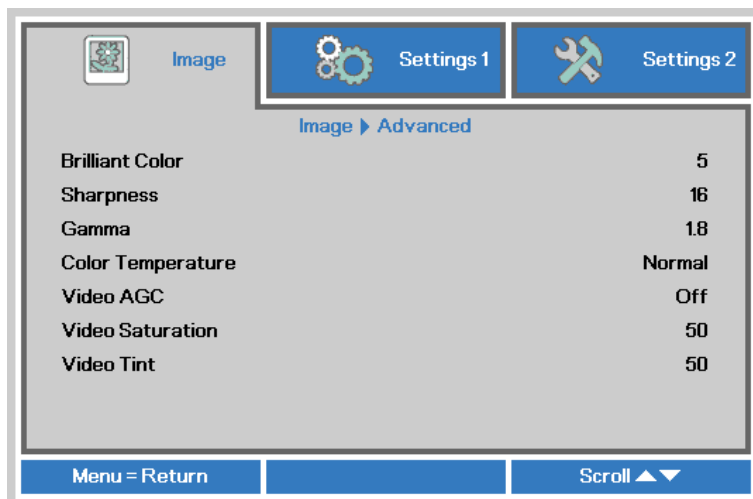 Image Settings 1 Settings 2
Image ▶ Advanced
Brilliant Color 5
Sharpness 16
Gamma 1.8
Color Temperature Normal
Video AGC Off
Video Saturation 50
Video Tint 50
Menu = Return Scroll ▲▼